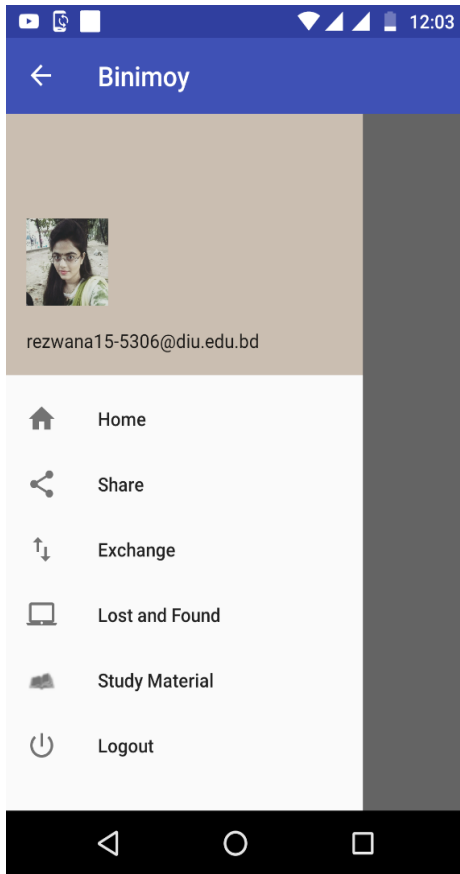 12:03
Binimoy
rezwana15-5306@diu.edu.bd
Home
Share
Exchange
Lost and Found
Study Material
Logout